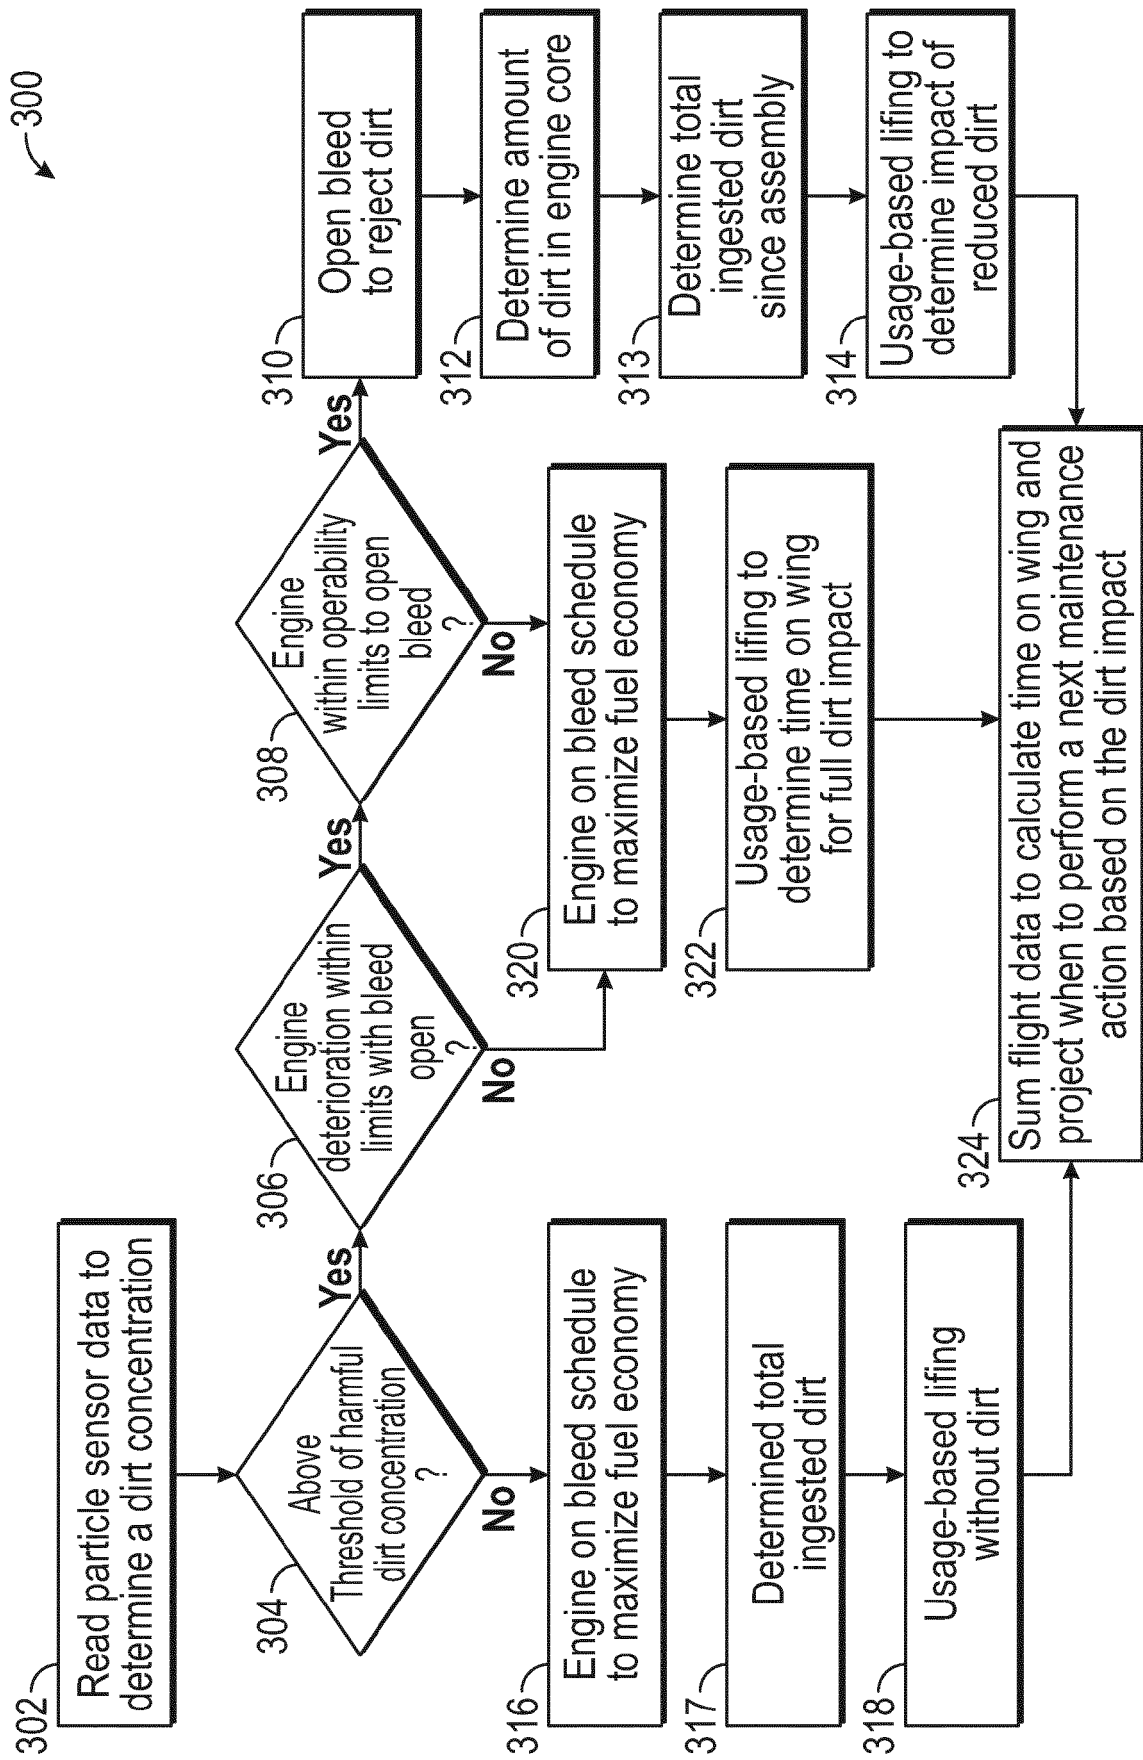 300
302
Read particle sensor data to
determine a dirt concentration
304
Above
Threshold of harmful
dirt concentration
?
Yes
No
306
Engine
deterioration within
limits with bleed
open
?
Yes
No
308
Engine
within operability
limits to open
bleed
?
Yes
No
310
Open bleed
to reject dirt
312
Determine amount
of dirt in engine core
313
Determine total
ingested dirt
since assembly
314
Usage-based lifing to
determine impact of
reduced dirt
316
Engine on bleed schedule
to maximize fuel economy
317
Determined total
ingested dirt
318
Usage-based lifing
without dirt
320
Engine on bleed schedule
to maximize fuel economy
322
Usage-based lifing to
determine time on wing
for full dirt impact
324
Sum flight data to calculate time on wing and
project when to perform a next maintenance
action based on the dirt impact